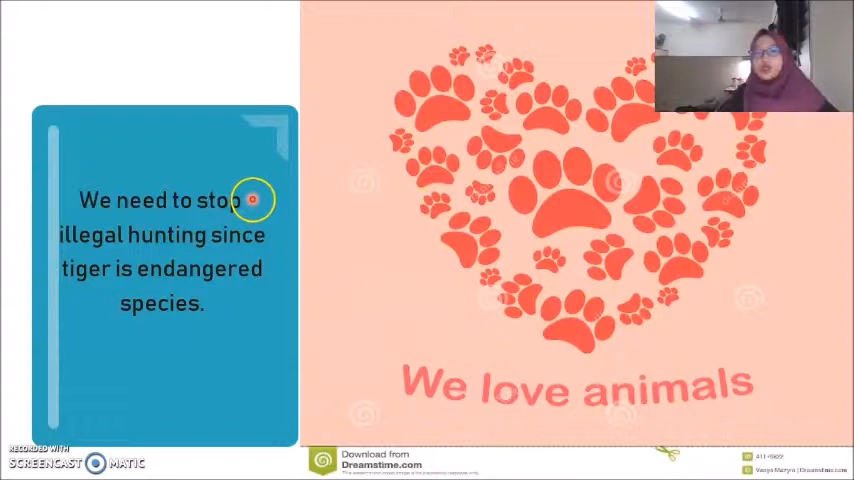 We need to stop
illegal hunting since
tiger is endangered
species.
We love animals
RECORDED WITH
SCREENCAST MATIC
Download from
Dreamstime.com